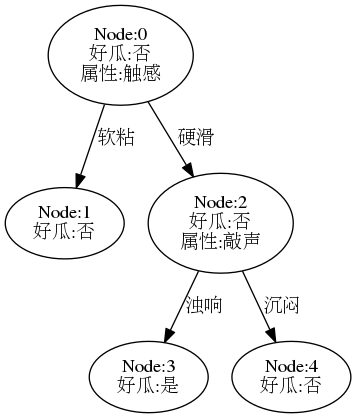 Node:0
好瓜:否
属性:触感
软粘
硬滑
Node:1
好瓜:否
Node:2
好瓜:否
属性:敲声
浊响
沉闷
Node:3
好瓜:是
Node:4
好瓜:否